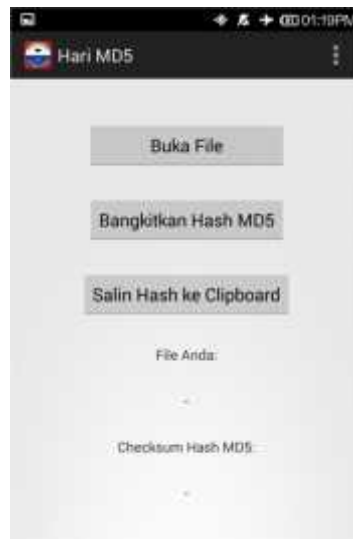 01:19PM
Hari MD5
Buka File
Bangkitkan Hash MD5
Salin Hash ke Clipboard
File Anda:
-
Checksum Hash MD5:
-